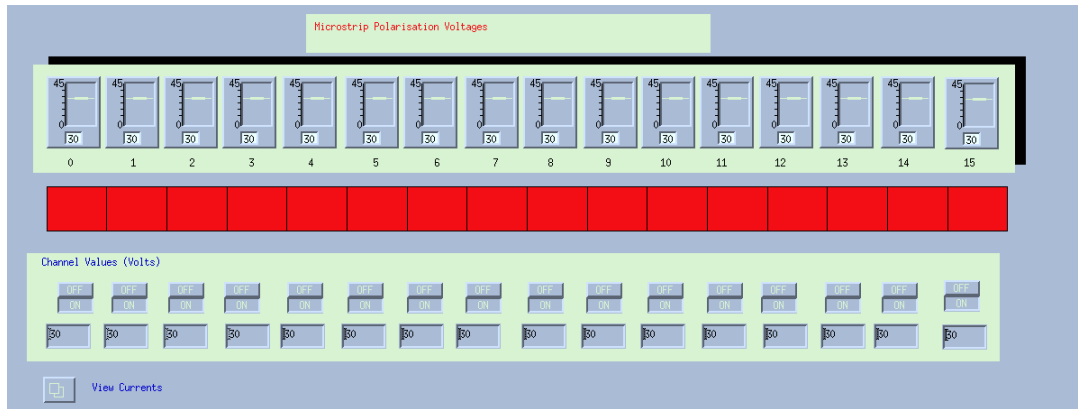 Microstrip Polarisation Voltages
45 45 45 45 45 45 45 45 45 45 45 45 45 45 45 45
0 0 0 0 0 0 0 0 0 0 0 0 0 0 0 0
30 30 30 30 30 30 30 30 30 30 30 30 30 30 30 30
0 1 2 3 4 5 6 7 8 9 10 11 12 13 14 15
Channel Values (Volts)
OFF OFF OFF OFF OFF OFF OFF OFF OFF OFF OFF OFF OFF OFF OFF OFF
ON ON ON ON ON ON ON ON ON ON ON ON ON ON ON ON
30 30 30 30 30 30 30 30 30 30 30 30 30 30 30 30
View Currents